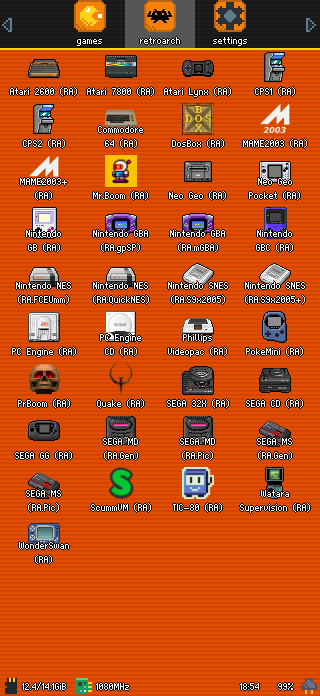 games retroarch settings
Atari 2600 (RA) Atari 7800 (RA) Atari Lynx (RA) CPS1 (RA)
BOX
DOS
2003
CPS2 (RA) Commodore 64 (RA) DosBox (RA) MAME2003 (RA)
MAME2003+ (RA) Mr.Boom (RA) Neo Geo (RA) Neo Geo Pocket (RA)
Nintendo GB (RA) Nintendo GBA (RA.gpSP) Nintendo GBA (RA.mGBA) Nintendo GBC (RA)
Nintendo NES (RA.FCEUmm) Nintendo NES (RA.QuickNES) Nintendo SNES (RA.S9x2005) Nintendo SNES (RA.S9x2005+)
PC Engine (RA) PC Engine CD (RA) Phillips Videopac (RA) PokeMini (RA)
PrBoom (RA) Quake (RA) SEGA 32X (RA) SEGA CD (RA)
SEGA GG (RA) SEGA MD (RA.Gen) SEGA MD (RA.Pic) SEGA MS (RA.Gen)
SEGA MS (RA.Pic) ScummVM (RA) TIC-80 (RA) Watara Supervision (RA)
WonderSwan (RA)
12.4/14.1GiB 1080MHz 18:54 99%